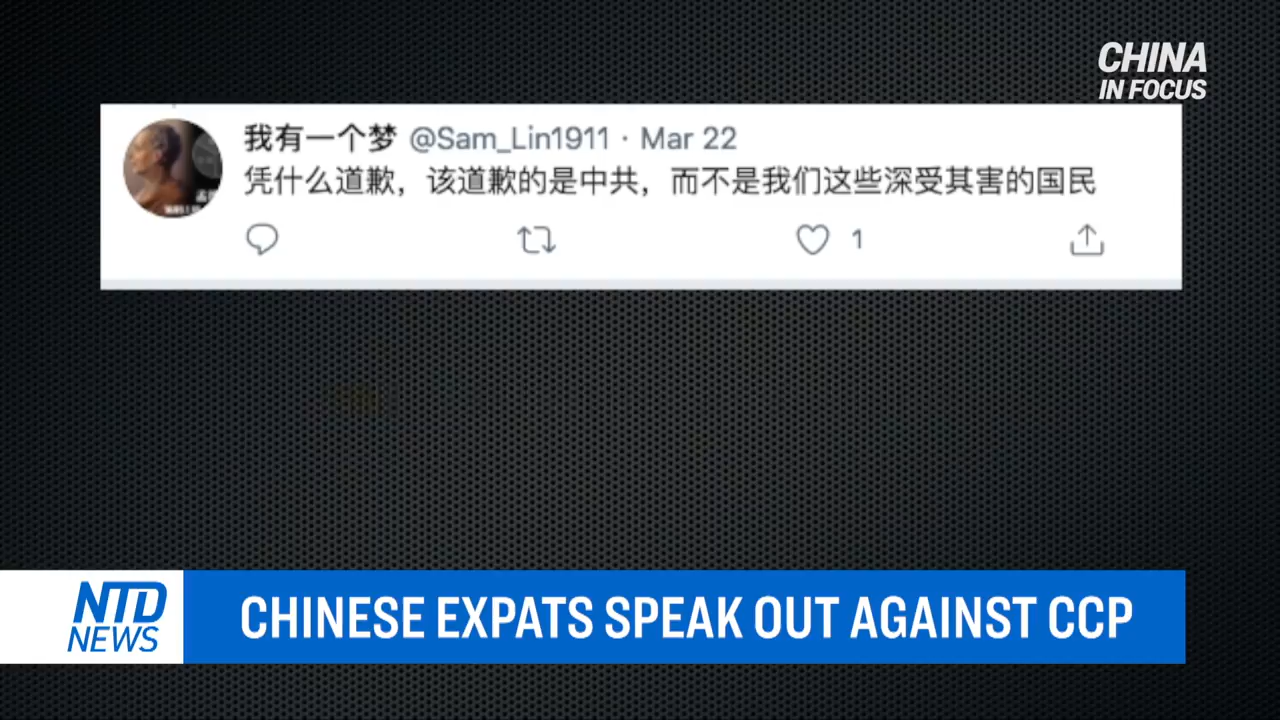 CHINA
IN FOCUS
我有一个梦 @Sam_Lin1911 · Mar 22
凭什么道歉，该道歉的是中共，而不是我们这些深受其害的国民
1
NTD
NEWS
CHINESE EXPATS SPEAK OUT AGAINST CCP